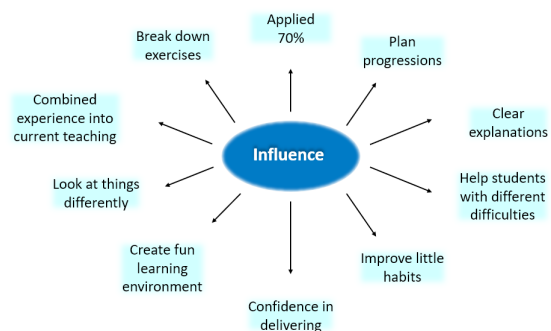 Applied
70%
Break down
exercises
Plan
progressions
Combined
experience into
current teaching
Clear
explanations
Influence
Look at things
differently
Help students
with different
difficulties
Create fun
learning
environment
Improve little
habits
Confidence in
delivering